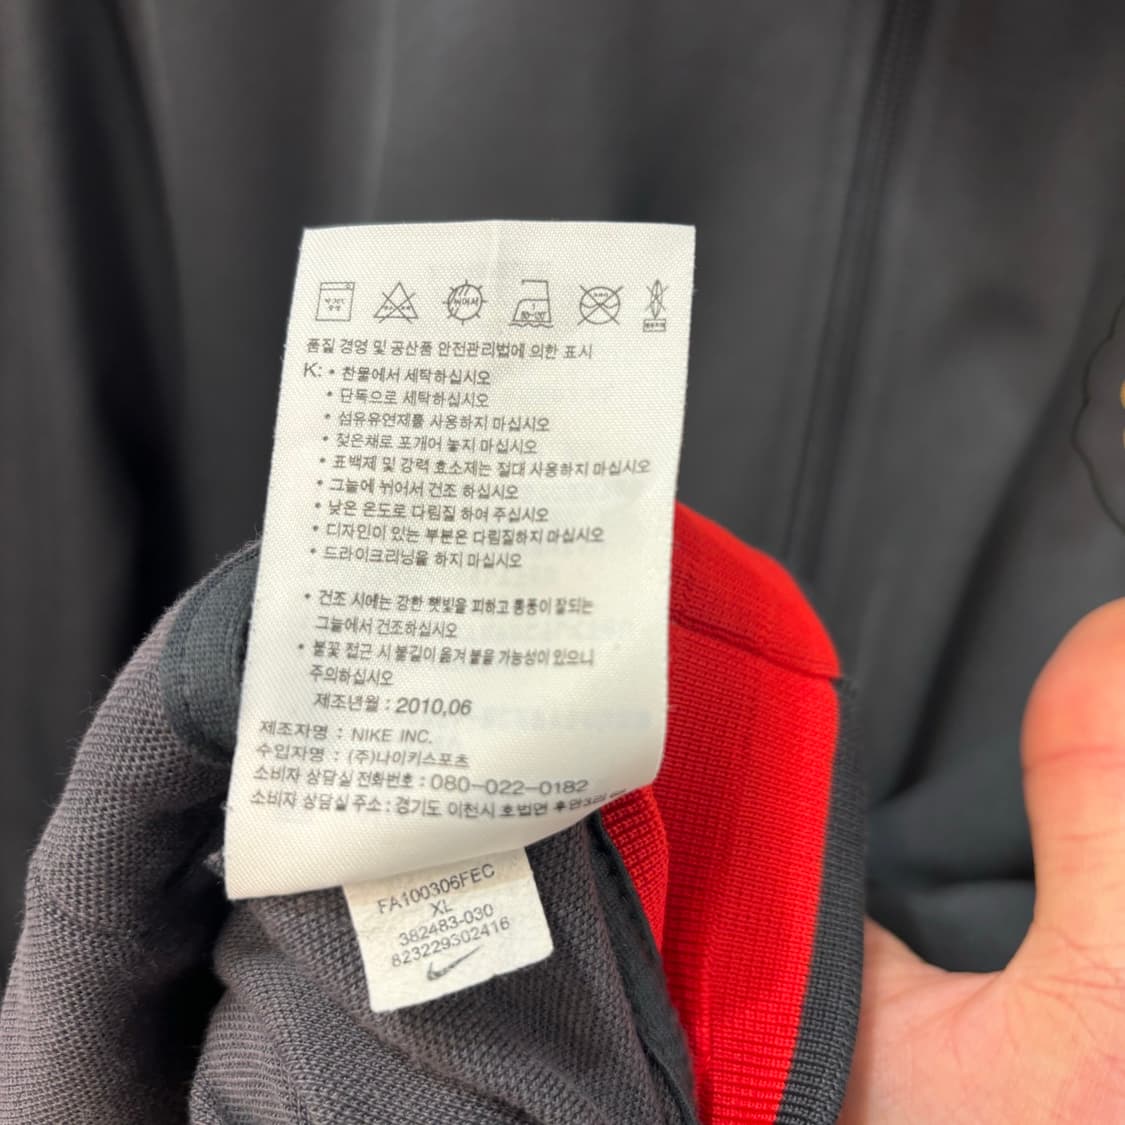 약 30℃
중성
뉘어서
1
80~120℃
품질 경영 및 공산품 안전관리법에 의한 표시
K: • 찬물에서 세탁하십시오
• 단독으로 세탁하십시오
• 섬유유연제를 사용하지 마십시오
• 젖은채로 포개어 놓지 마십시오
• 표백제 및 강력 효소제는 절대 사용하지 마십시오
• 그늘에 뉘어서 건조 하십시오
• 낮은 온도로 다림질 하여 주십시오
• 디자인이 있는 부분은 다림질하지 마십시오
• 드라이크리닝을 하지 마십시오
• 건조 시에는 강한 햇빛을 피하고 통풍이 잘되는
그늘에서 건조하십시오
• 불꽃 접근 시 불길이 옮겨 붙을 가능성이 있으니
주의하십시오
제조년월 : 2010,06
제조자명 : NIKE INC.
수입자명 : (주)나이키스포츠
소비자 상담실 전화번호 : 080-022-0182
소비자 상담실 주소 : 경기도 이천시 호법면
FA100306FEC
XL
382483-030
823229302416